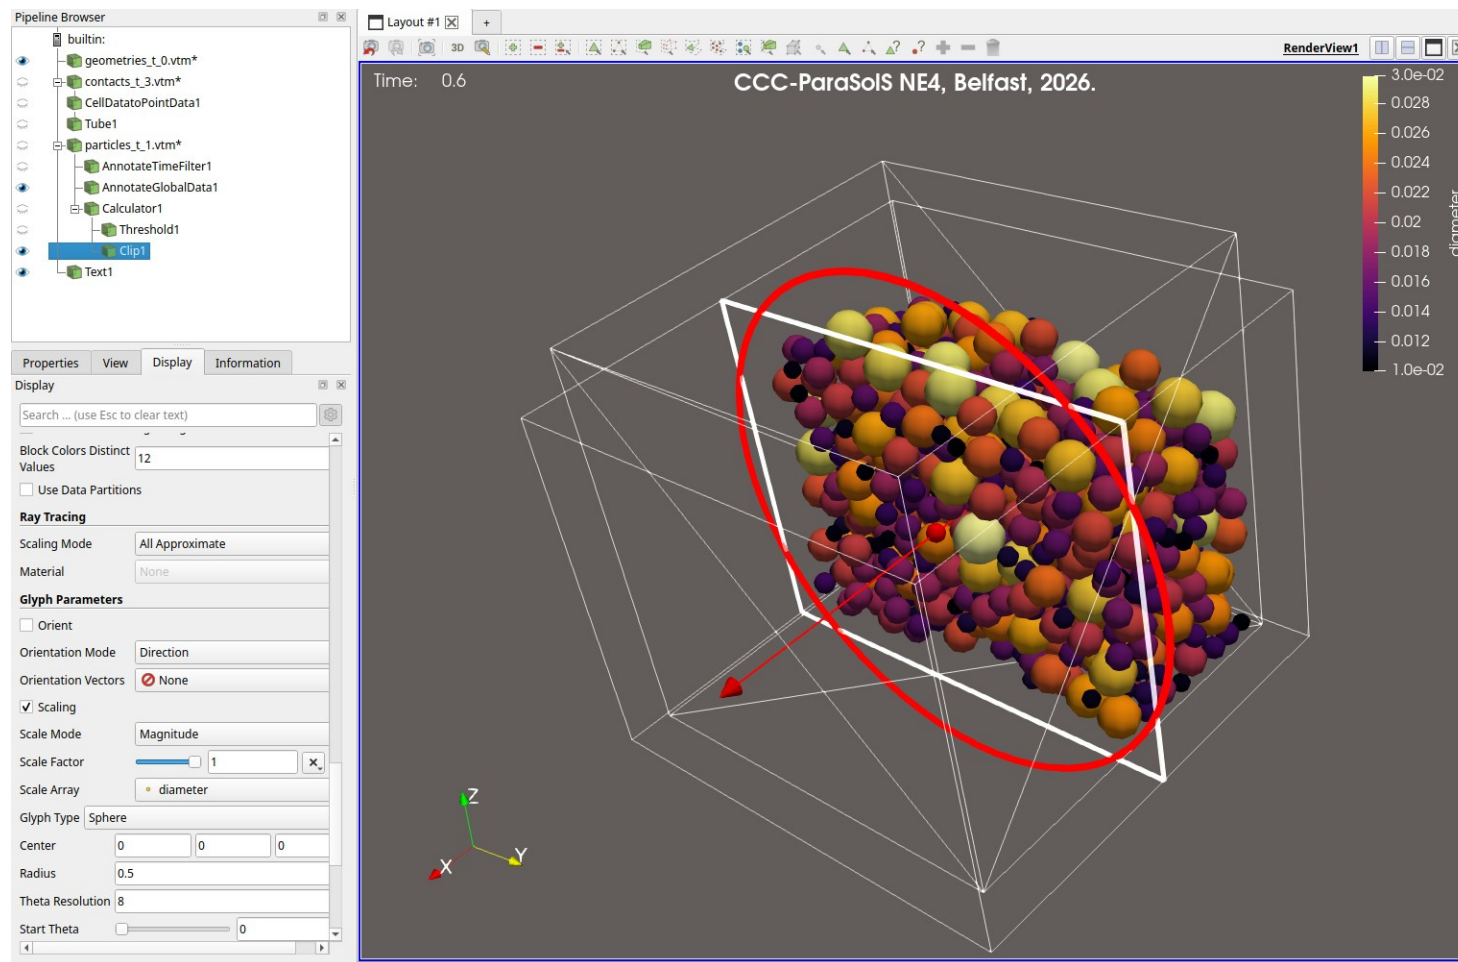 Pipeline Browser
builtin:
geometries_t_0.vtm*
contacts_t_3.vtm*
CellDatatoPointData1
Tube1
particles_t_1.vtm*
AnnotateTimeFilter1
AnnotateGlobalData1
Calculator1
Threshold1
Clip1
Text1
Properties View Display Information
Display
Search ... (use Esc to clear text)
Block Colors Distinct
Values
12
Use Data Partitions
Ray Tracing
Scaling Mode All Approximate
Material None
Glyph Parameters
Orient
Orientation Mode Direction
Orientation Vectors None
Scaling
Scale Mode Magnitude
Scale Factor 1
Scale Array diameter
Glyph Type Sphere
Center 0 0 0
Radius 0.5
Theta Resolution 8
Start Theta 0
Layout #1
+
3D
RenderView1
Time: 0.6
CCC-ParaSolS NE4, Belfast, 2026.
3.0e-02
0.028
0.026
0.024
0.022
0.02
0.018
0.016
0.014
0.012
1.0e-02
diameter
Z
Y
X